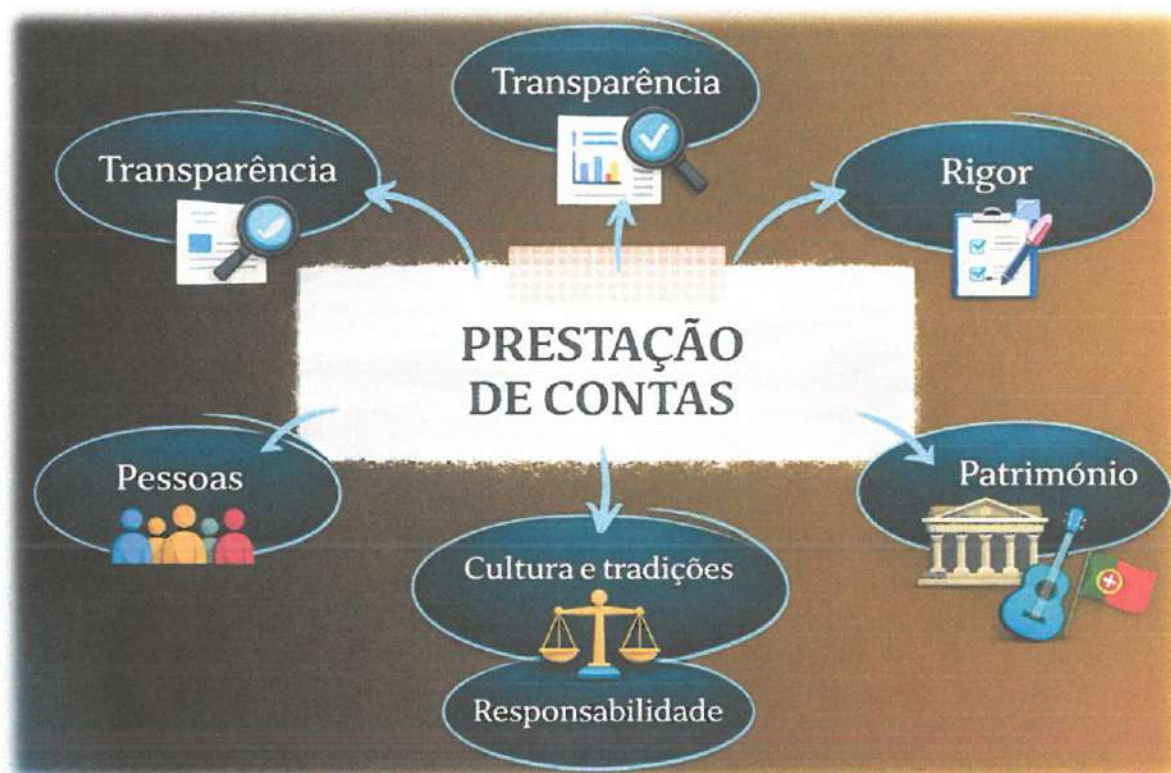 Transparência
Transparência
Rigor
PRESTAÇÃO
DE CONTAS
Pessoas
Património
Cultura e tradições
Responsabilidade